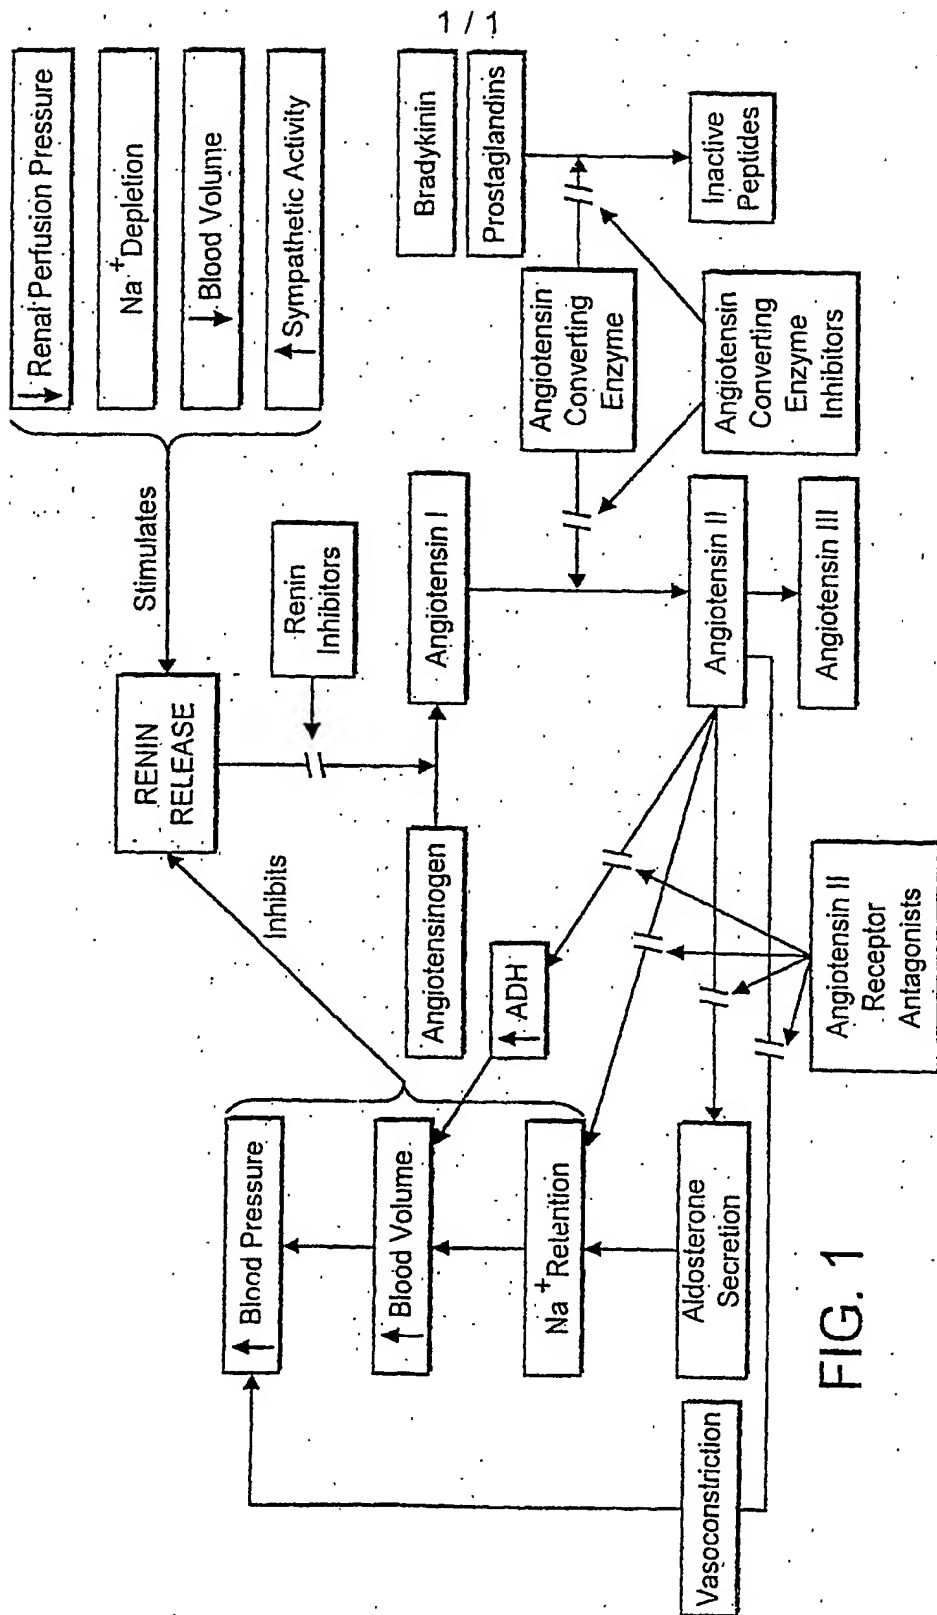 1 / 1
↓ Renal Perfusion Pressure
Na+ Depletion
↓ Blood Volume
↑ Sympathetic Activity
Stimulates
RENIN
RELEASE
Inhibits
Renin
Inhibitors
Angiotensinogen
Angiotensin I
Bradykinin
Prostaglandins
Angiotensin
Converting
Enzyme
Inactive
Peptides
Angiotensin
Converting
Enzyme
Inhibitors
Angiotensin II
Angiotensin III
↑ ADH
↑ Blood Pressure
↑ Blood Volume
Na+ Retention
Aldosterone
Secretion
Vasoconstriction
Angiotensin II
Receptor
Antagonists
FIG. 1